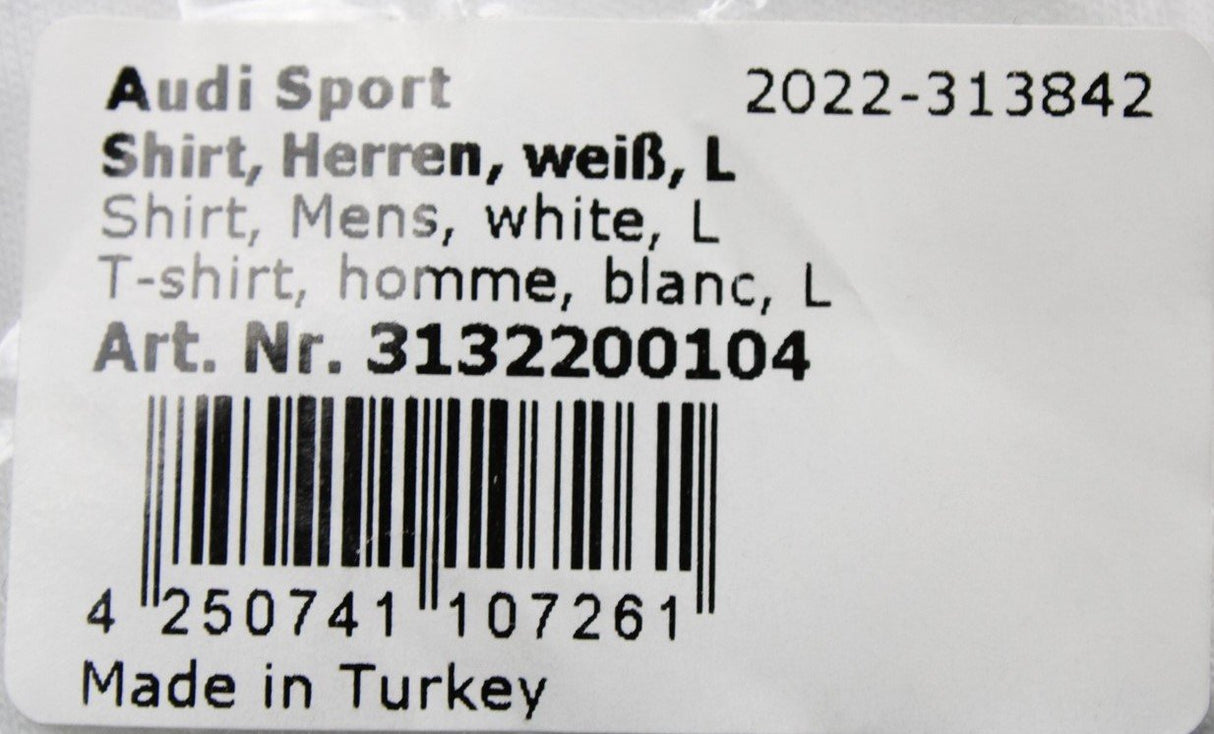 Audi Sport 2022-313842
Shirt, Herren, weiß, L
Shirt, Mens, white, L
T-shirt, homme, blanc, L
Art. Nr. 3132200104
4 250741 107261
Made in Turkey